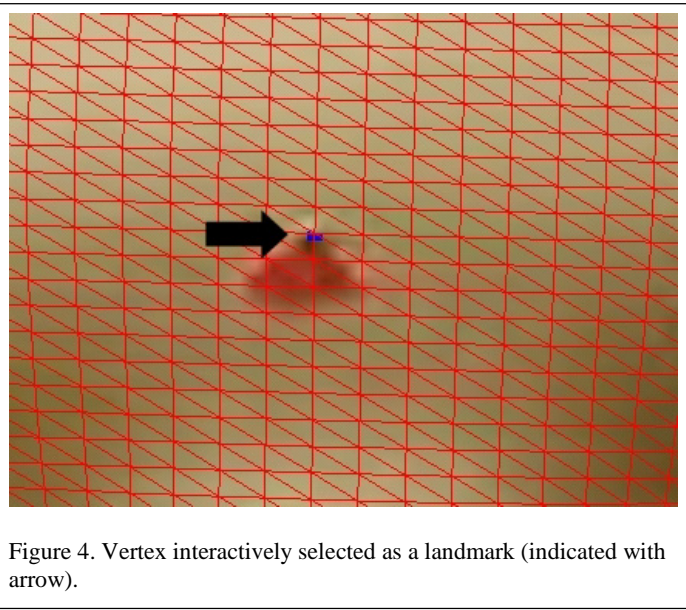 Figure 4. Vertex interactively selected as a landmark (indicated with
arrow).